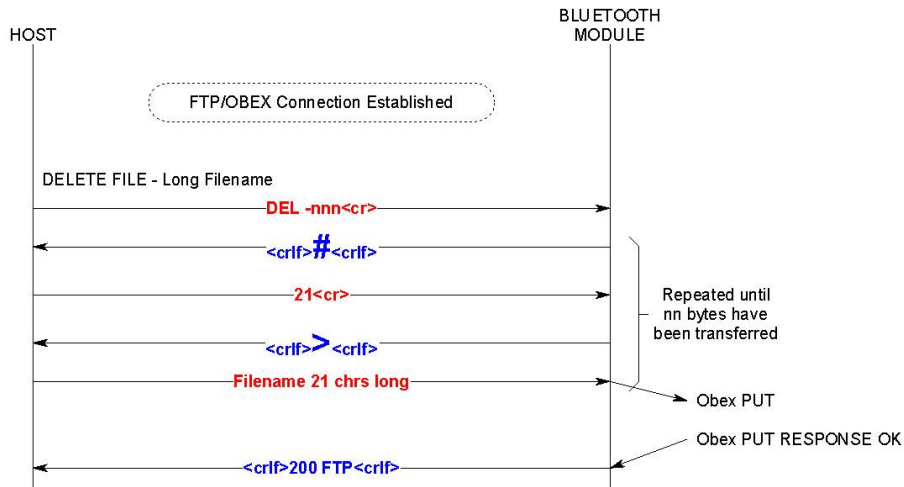 BLUETOOTH
HOST
MODULE
FTP/OBEX Connection Established
DELETE FILE - Long Filename
DEL -nnn<cr>
<crlf>#<crlf>
21<cr>
Repeated until
nn bytes have
been transferred
<crlf>><crlf>
Filename 21 chrs long
Obex PUT
Obex PUT RESPONSE OK
<crlf>200 FTP<crlf>